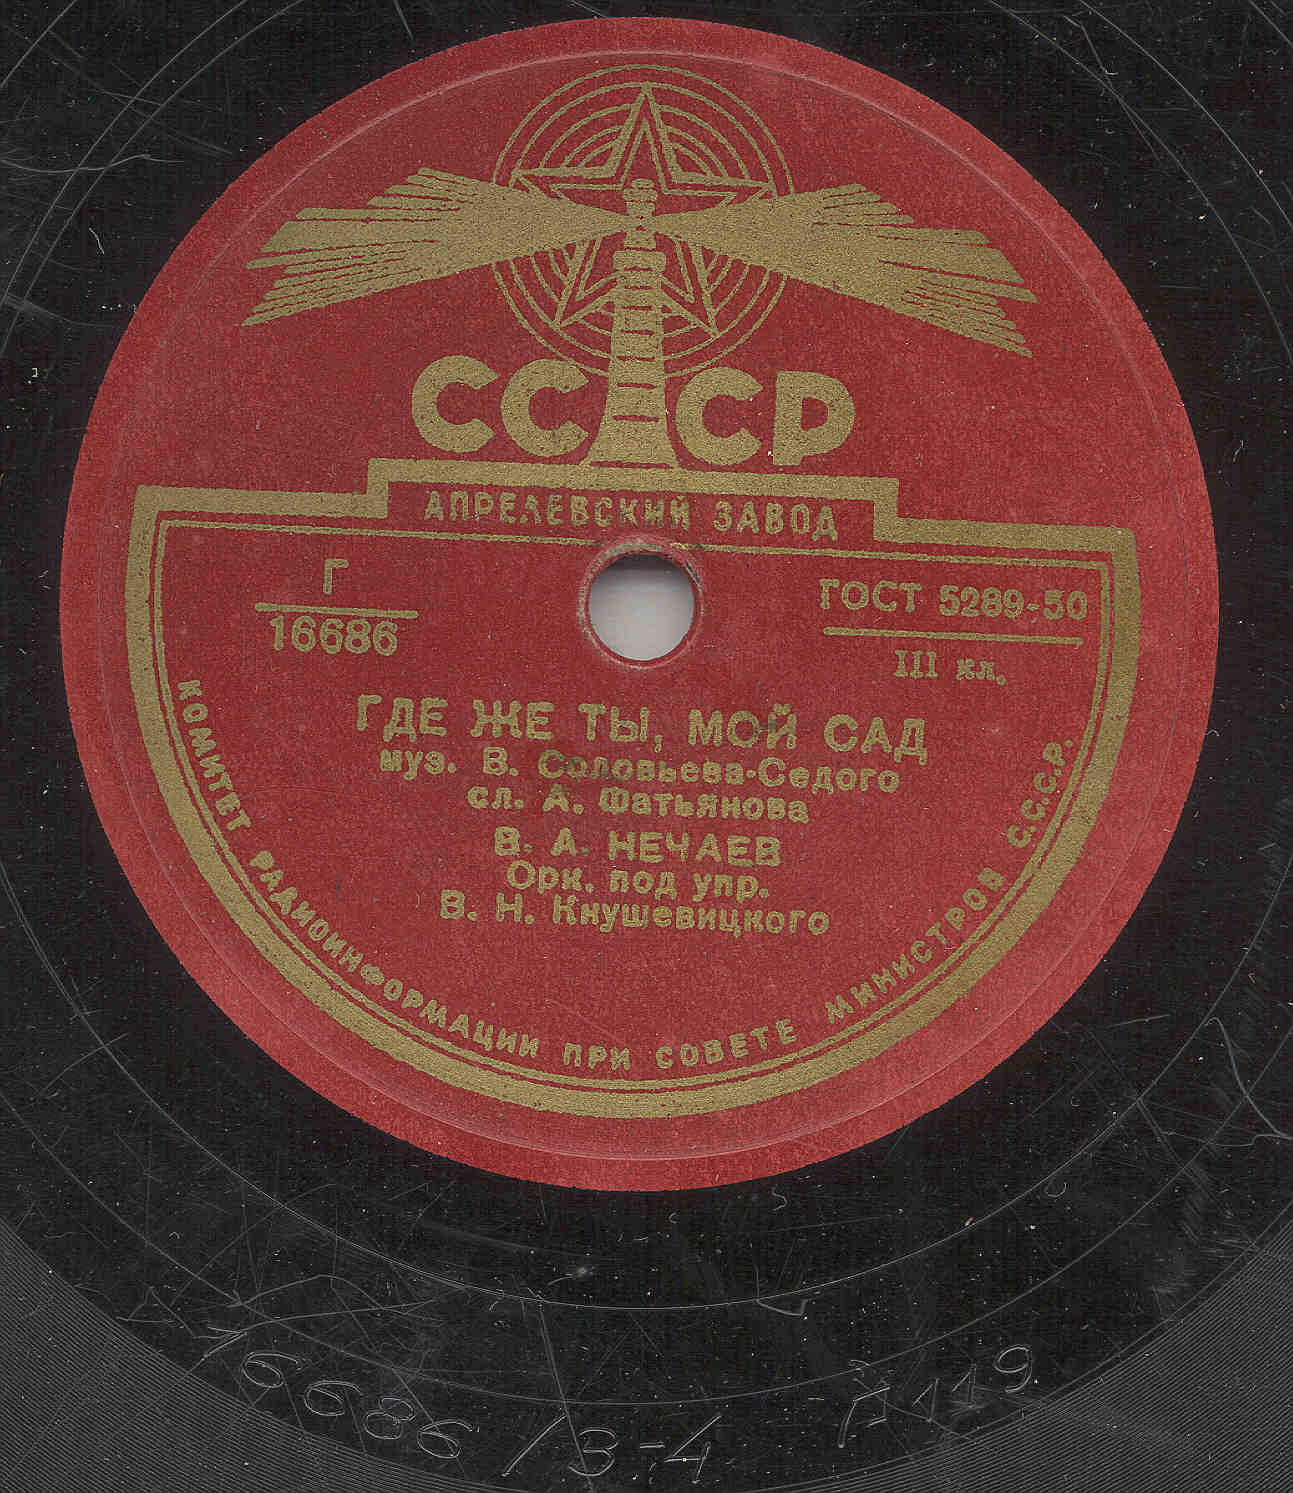 СССР
АПРЕЛЕВСКИЙ ЗАВОД
Г
16686
ГОСТ 5289-50
III кл.
ГДЕ ЖЕ ТЫ, МОЙ САД
муз. В. Соловьева-Седого
сл. А. Фатьянова
В. А. НЕЧАЕВ
Орк. под упр.
В. Н. Кнушевицкого
КОМИТЕТ РАДИОИНФОРМАЦИИ ПРИ СОВЕТЕ МИНИСТРОВ С.С.С.Р.
16686 /3-4